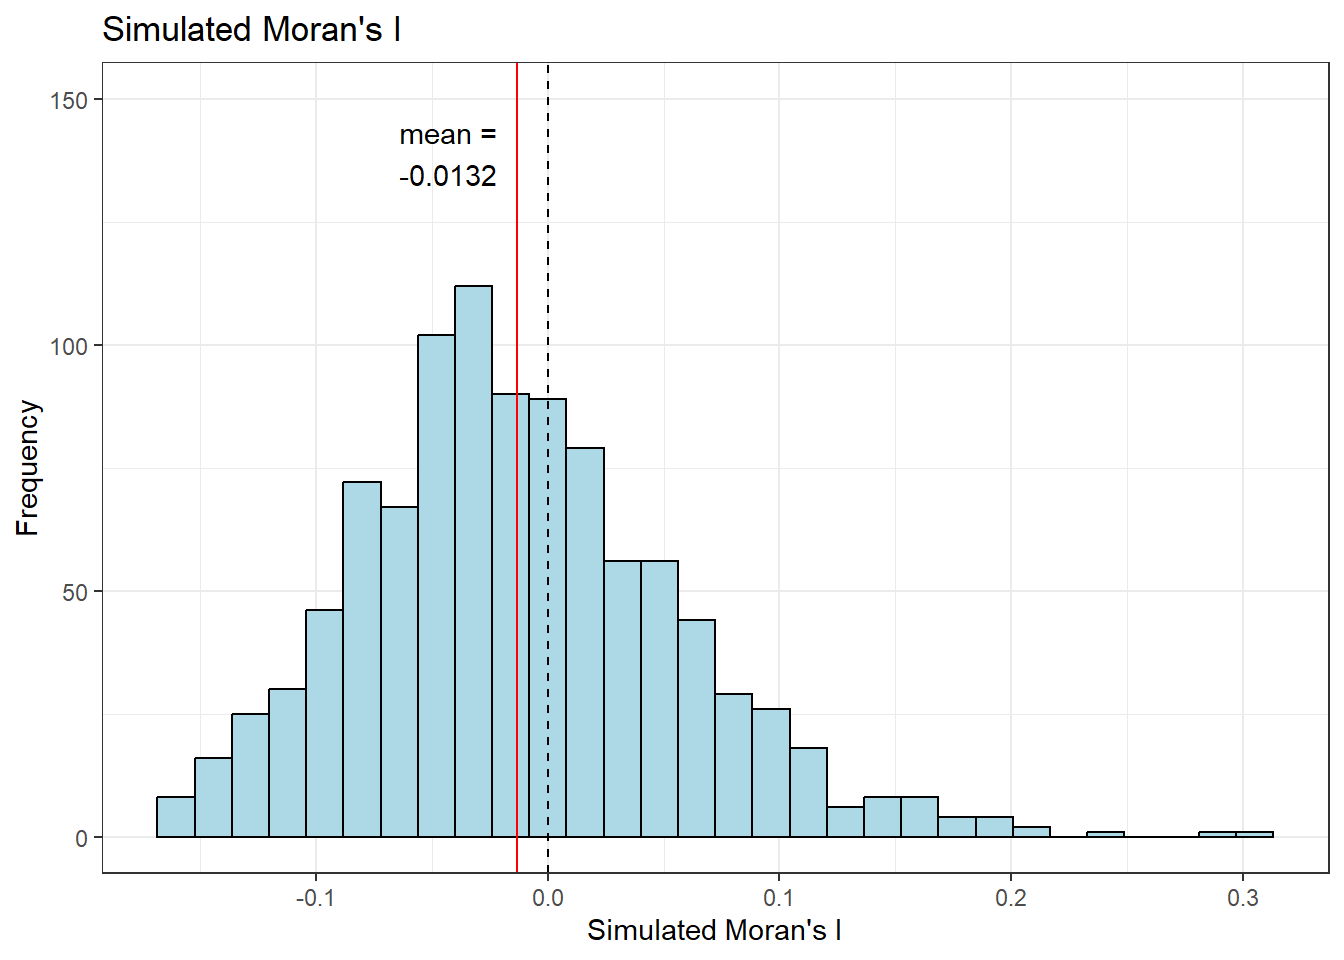 Simulated Moran's I
150
mean =
-0.0132
100
Frequency
50
0
-0.1
0.0
0.1
0.2
0.3
Simulated Moran's I